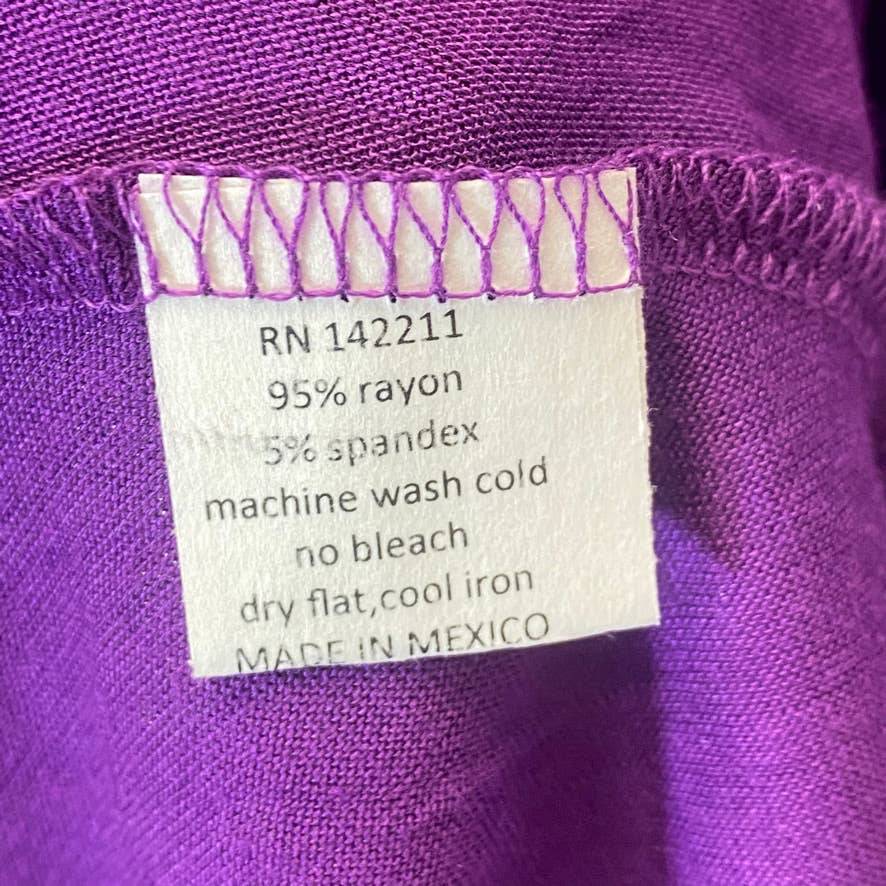 RN 142211
95% rayon
5% spandex
machine wash cold
no bleach
dry flat,cool iron
MADE IN MEXICO